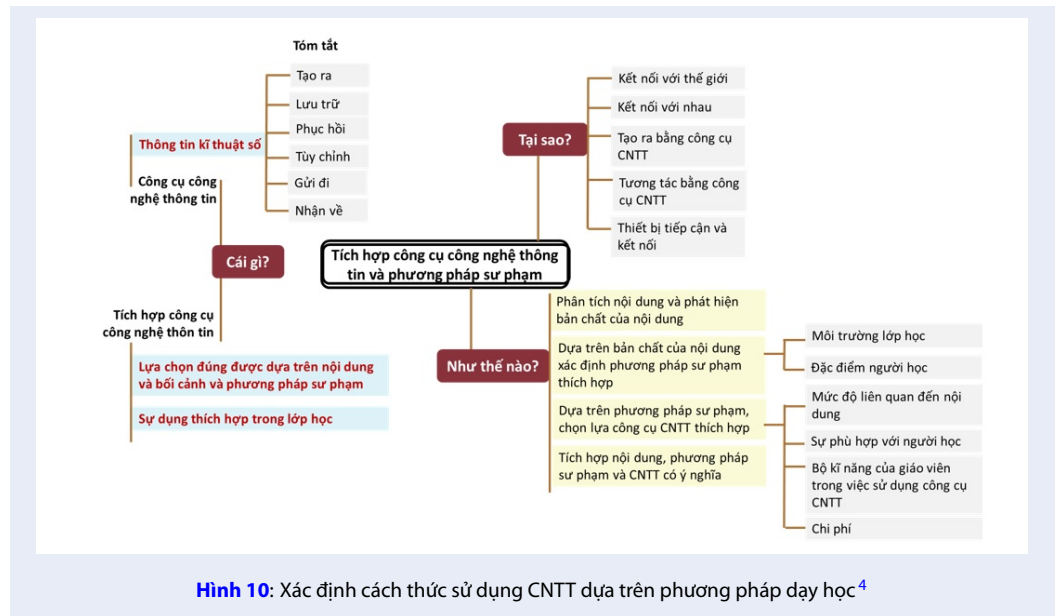 Tóm tắt
Tạo ra
Lưu trữ
Phục hồi
Tùy chỉnh
Gửi đi
Nhận về
Thông tin kĩ thuật số
Công cụ công
nghệ thông tin
Cái gì?
Tích hợp công cụ
công nghệ thôn tin
Lựa chọn đúng được dựa trên nội dung
và bối cảnh và phương pháp sư phạm
Sự dụng thích hợp trong lớp học
Tích hợp công cụ công nghệ thông
tin và phương pháp sư phạm
Tại sao?
Kết nối với thế giới
Kết nối với nhau
Tạo ra bằng công cụ
CNTT
Tương tác bằng công
cụ CNTT
Thiết bị tiếp cận và
kết nối
Như thế nào?
Phân tích nội dung và phát hiện
bản chất của nội dung
Dựa trên bản chất của nội dung
xác định phương pháp sư phạm
thích hợp
Dựa trên phương pháp sư phạm,
chọn lựa công cụ CNTT thích hợp
Tích hợp nội dung, phương pháp
sư phạm và CNTT có ý nghĩa
Môi trường lớp học
Đặc điểm người học
Mức độ liên quan đến nội
dung
Sự phù hợp với người học
Bộ kĩ năng của giáo viên
trong việc sử dụng công cụ
CNTT
Chi phí
Hình 10: Xác định cách thức sử dụng CNTT dựa trên phương pháp dạy học 4